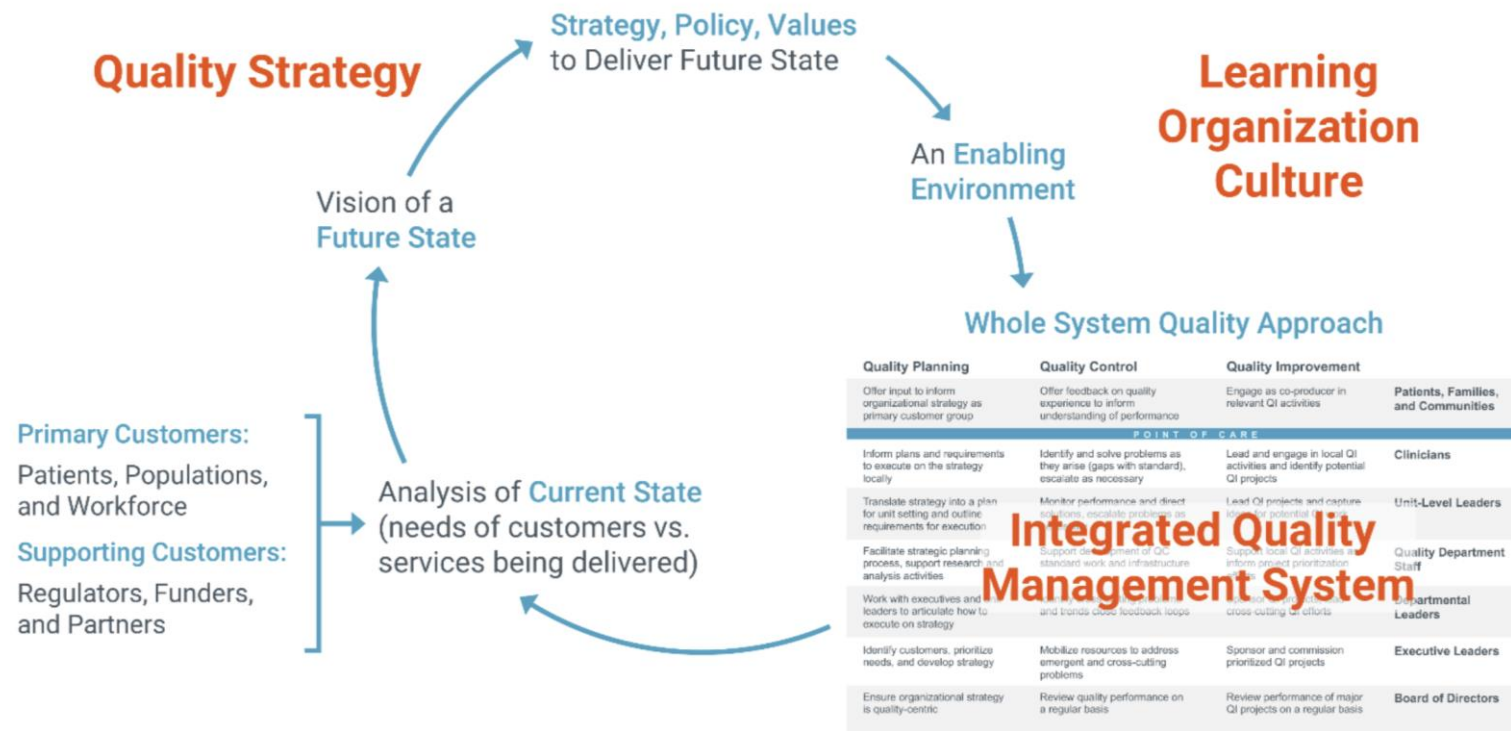 Quality Strategy
Strategy, Policy, Values
to Deliver Future State
Learning
Organization
Culture
An Enabling
Environment
Vision of a
Future State
Whole System Quality Approach
Quality Planning
Quality Control
Quality Improvement
Offer input to inform
organizational strategy as
primary customer group
Offer feedback on quality
experience to inform
understanding of performance
Engage as co-producer in
relevant QI activities
Patients, Families,
and Communities
POINT OF CARE
Inform plans and requirements
to execute on the strategy
locally
Identify and solve problems as
they arise (gaps with standard),
escalate as necessary
Lead and engage in local QI
activities and identify potential
QI projects
Clinicians
Translate strategy into a plan
for unit setting and outline
requirements for execution
Monitor performance and direct
solutions, escalate problems as
Lead QI projects and capture
ideas for potential
Unit-Level Leaders
Integrated Quality
Management System
Facilitate strategic planning
process, support research and
analysis activities
Support development of QC
standard work and infrastructure
Support local QI activities as
inform project prioritization
Quality Department
Staff
Work with executives and
leaders to articulate how to
execute on strategy
and trends close feedback loops
cross-cutting QI efforts
Departmental
Leaders
Identify customers, prioritize
needs, and develop strategy
Mobilize resources to address
emergent and cross-cutting
problems
Sponsor and commission
prioritized QI projects
Executive Leaders
Ensure organizational strategy
is quality-centric
Review quality performance on
a regular basis
Review performance of major
QI projects on a regular basis
Board of Directors
Primary Customers:
Patients, Populations,
and Workforce
Supporting Customers:
Regulators, Funders,
and Partners
Analysis of Current State
(needs of customers vs.
services being delivered)